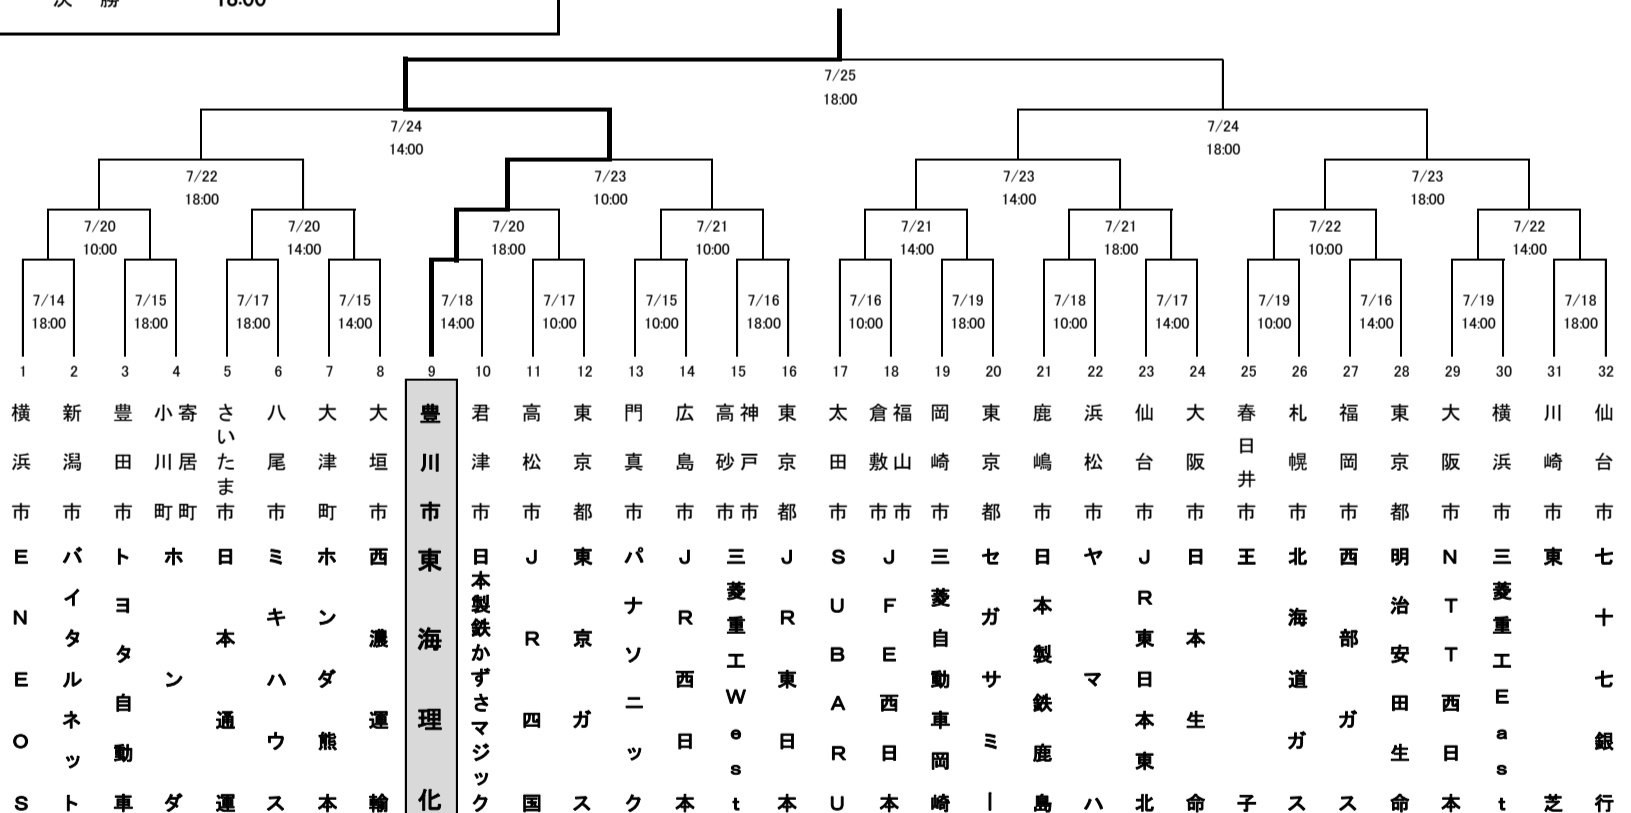 決　勝　18:00
7/25
18:00
7/24
14:00
7/24
18:00
7/22
18:00
7/23
10:00
7/23
14:00
7/23
18:00
7/20
10:00
7/20
14:00
7/20
18:00
7/21
10:00
7/21
14:00
7/21
18:00
7/22
10:00
7/22
14:00
7/14
18:00
7/15
18:00
7/17
18:00
7/15
14:00
7/18
14:00
7/17
10:00
7/15
10:00
7/16
18:00
7/16
10:00
7/19
18:00
7/18
10:00
7/17
14:00
7/19
10:00
7/16
14:00
7/19
14:00
7/18
18:00
1 横浜市 ENEOS
2 新潟市 バイタルネット
3 豊田市 トヨタ自動車
4 寄居町 小川町 ホンダ
5 さいたま市 日本通運
6 八尾市 ミキハウス
7 大津町 ホンダ熊本
8 大垣市 西濃運輸
9 豊川市 東海理化
10 君津市 日本製鉄かずさマジック
11 高松市 JR四国
12 東京都 東京ガス
13 門真市 パナソニック
14 広島市 JR西日本
15 神戸市 高砂市 三菱重工West
16 東京都 JR東日本
17 太田市 SUBARU
18 福山市 倉敷市 JFE西日本
19 岡崎市 三菱自動車岡崎
20 東京都 セガサミー
21 鹿嶋市 日本製鉄鹿島
22 浜松市 ヤマハ
23 仙台市 JR東日本東北
24 大阪市 日本生命
25 春日井市 王子
26 札幌市 北海道ガス
27 福岡市 西部ガス
28 東京都 明治安田生命
29 大阪市 NTT西日本
30 横浜市 三菱重工East
31 川崎市 東芝
32 仙台市 七十七銀行